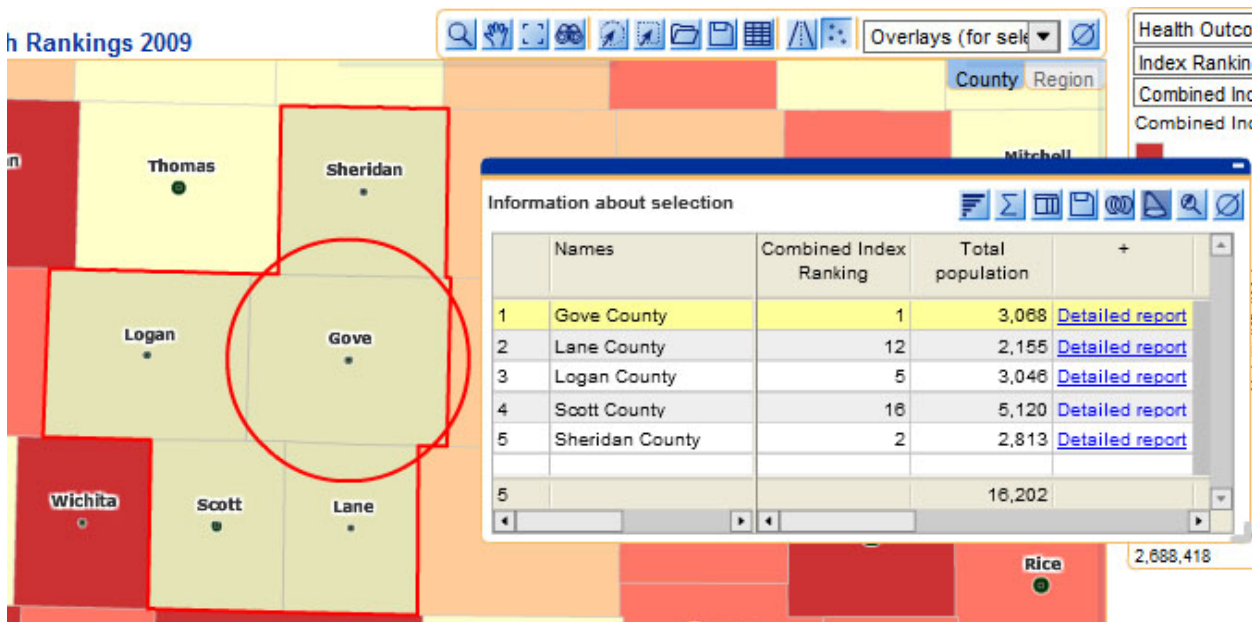 h Rankings 2009
Overlays (for sele
Health Outco
Index Rankin
Combined Ind
Combined Ind
County Region
Thomas
Sheridan
Mitchell
Logan
Gove
Wichita
Scott
Lane
Rice
Information about selection
Names Combined Index Ranking Total population +
1 Gove County 1 3,068 Detailed report
2 Lane County 12 2,155 Detailed report
3 Logan County 5 3,046 Detailed report
4 Scott County 16 5,120 Detailed report
5 Sheridan County 2 2,813 Detailed report
5 16,202
2,688,418